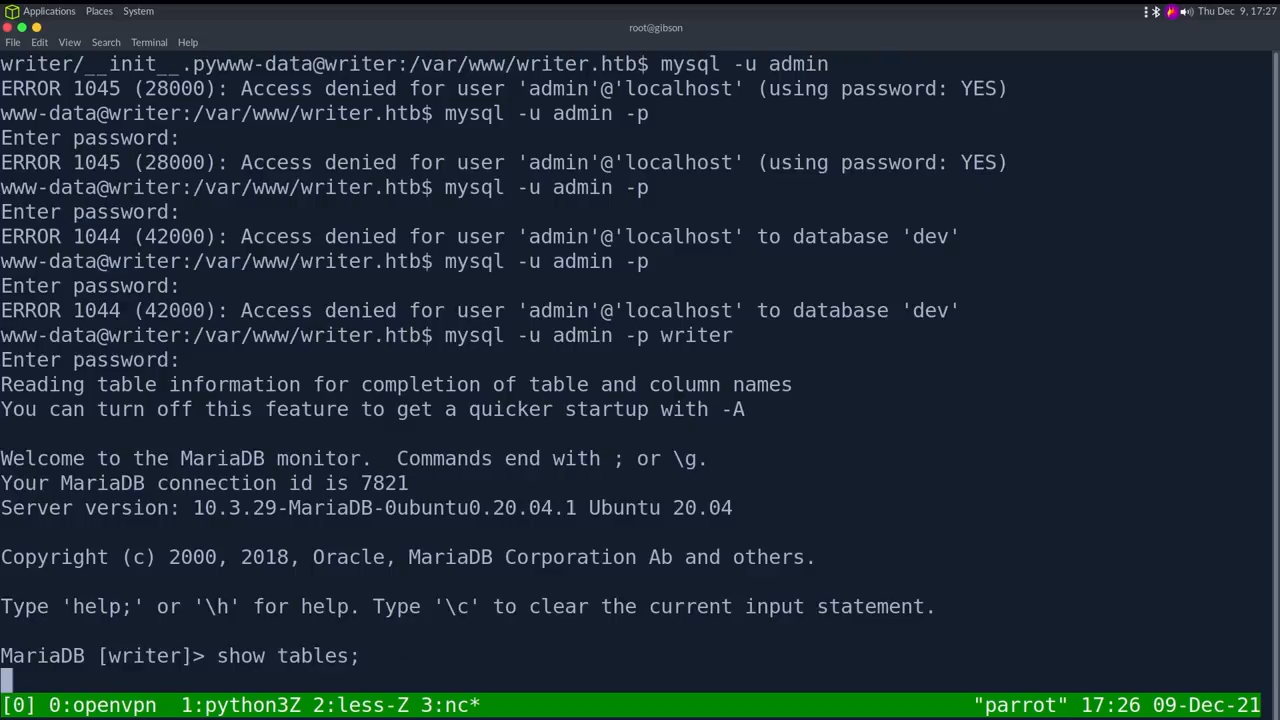 Applications Places System
Thu Dec 9, 17:27
root@gibson
File Edit View Search Terminal Help
writer/__init__.pywww-data@writer:/var/www/writer.htb$ mysql -u admin
ERROR 1045 (28000): Access denied for user 'admin'@'localhost' (using password: YES)
www-data@writer:/var/www/writer.htb$ mysql -u admin -p
Enter password:
ERROR 1045 (28000): Access denied for user 'admin'@'localhost' (using password: YES)
www-data@writer:/var/www/writer.htb$ mysql -u admin -p
Enter password:
ERROR 1044 (42000): Access denied for user 'admin'@'localhost' to database 'dev'
www-data@writer:/var/www/writer.htb$ mysql -u admin -p
Enter password:
ERROR 1044 (42000): Access denied for user 'admin'@'localhost' to database 'dev'
www-data@writer:/var/www/writer.htb$ mysql -u admin -p writer
Enter password:
Reading table information for completion of table and column names
You can turn off this feature to get a quicker startup with -A
Welcome to the MariaDB monitor.  Commands end with ; or \g.
Your MariaDB connection id is 7821
Server version: 10.3.29-MariaDB-0ubuntu0.20.04.1 Ubuntu 20.04
Copyright (c) 2000, 2018, Oracle, MariaDB Corporation Ab and others.
Type 'help;' or '\h' for help. Type '\c' to clear the current input statement.
MariaDB [writer]> show tables;
[0] 0:openvpn  1:python3Z 2:less-Z 3:nc* "parrot" 17:26 09-Dec-21